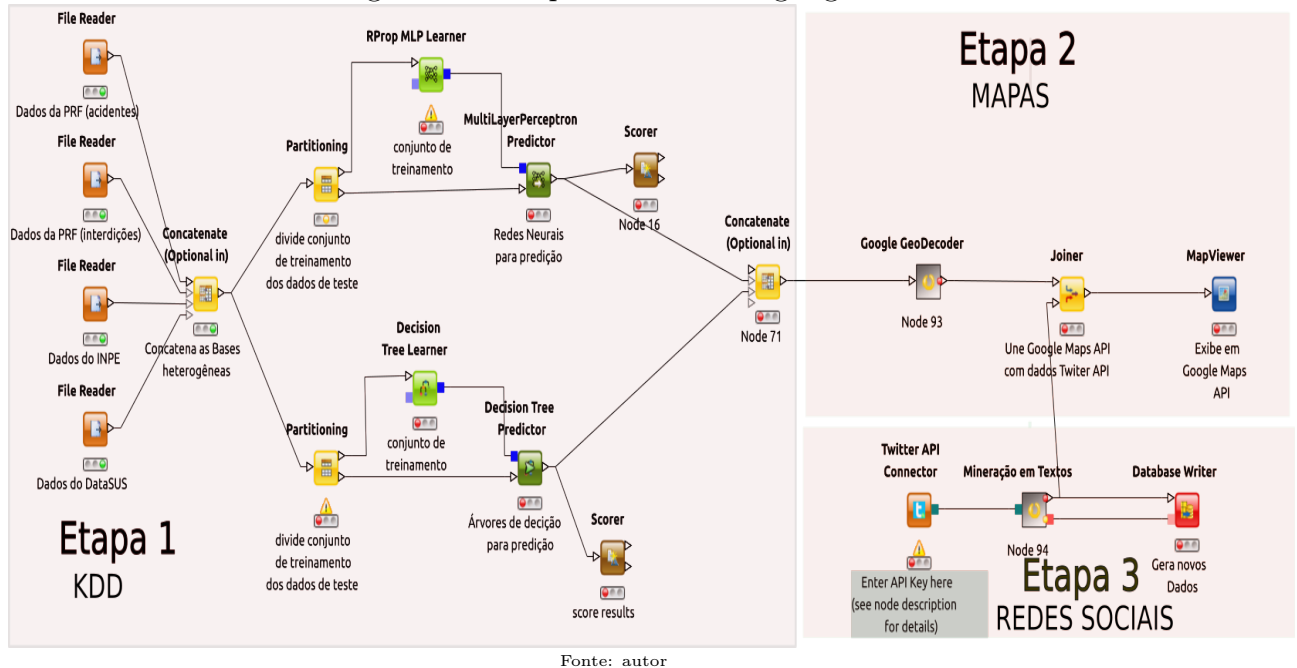 File Reader
Dados da PRF (acidentes)
File Reader
Dados da PRF (interdições)
File Reader
Dados do INPE
File Reader
Dados do DataSUS
Concatenate
(Optional in)
Concatena as Bases
heterogêneas
Etapa 1
KDD
Partitioning
divide conjunto
de treinamento
dos dados de teste
RProp MLP Learner
conjunto de
treinamento
MultiLayerPerceptron
Predictor
Redes Neurais
para predição
Scorer
Node 16
Partitioning
divide conjunto
de treinamento
dos dados de teste
Decision
Tree Learner
conjunto de
treinamento
Decision Tree
Predictor
Árvores de decição
para predição
Scorer
score results
Concatenate
(Optional in)
Node 71
Etapa 2
MAPAS
Google GeoDecoder
Node 93
Joiner
Une Google Maps API
com dados Twiter API
MapViewer
Exibe em
Google Maps
API
Twitter API
Connector
Enter API Key here
(see node description
for details)
Mineração em Textos
Node 94
Database Writer
Gera novos
Dados
Etapa 3
REDES SOCIAIS
Fonte: autor